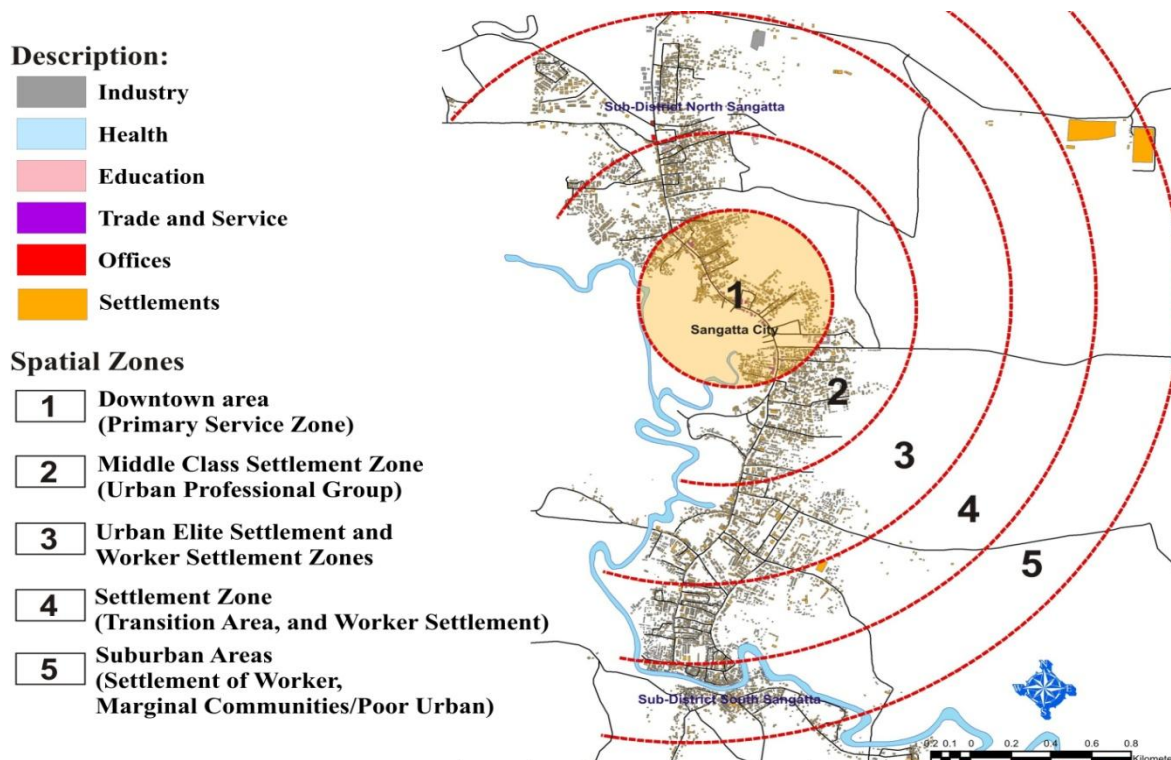 Description:
Industry
Health
Education
Trade and Service
Offices
Settlements
Spatial Zones
1
Downtown area
(Primary Service Zone)
2
Middle Class Settlement Zone
(Urban Professional Group)
3
Urban Elite Settlement and
Worker Settlement Zones
4
Settlement Zone
(Transition Area, and Worker Settlement)
5
Suburban Areas
(Settlement of Worker,
Marginal Communities/Poor Urban)
Sub-District North Sangatta
1
Sangatta City
2
3
4
5
Sub-District South Sangatta
0.2 0.1 0 0.2 0.4 0.6 0.8
Kilomete